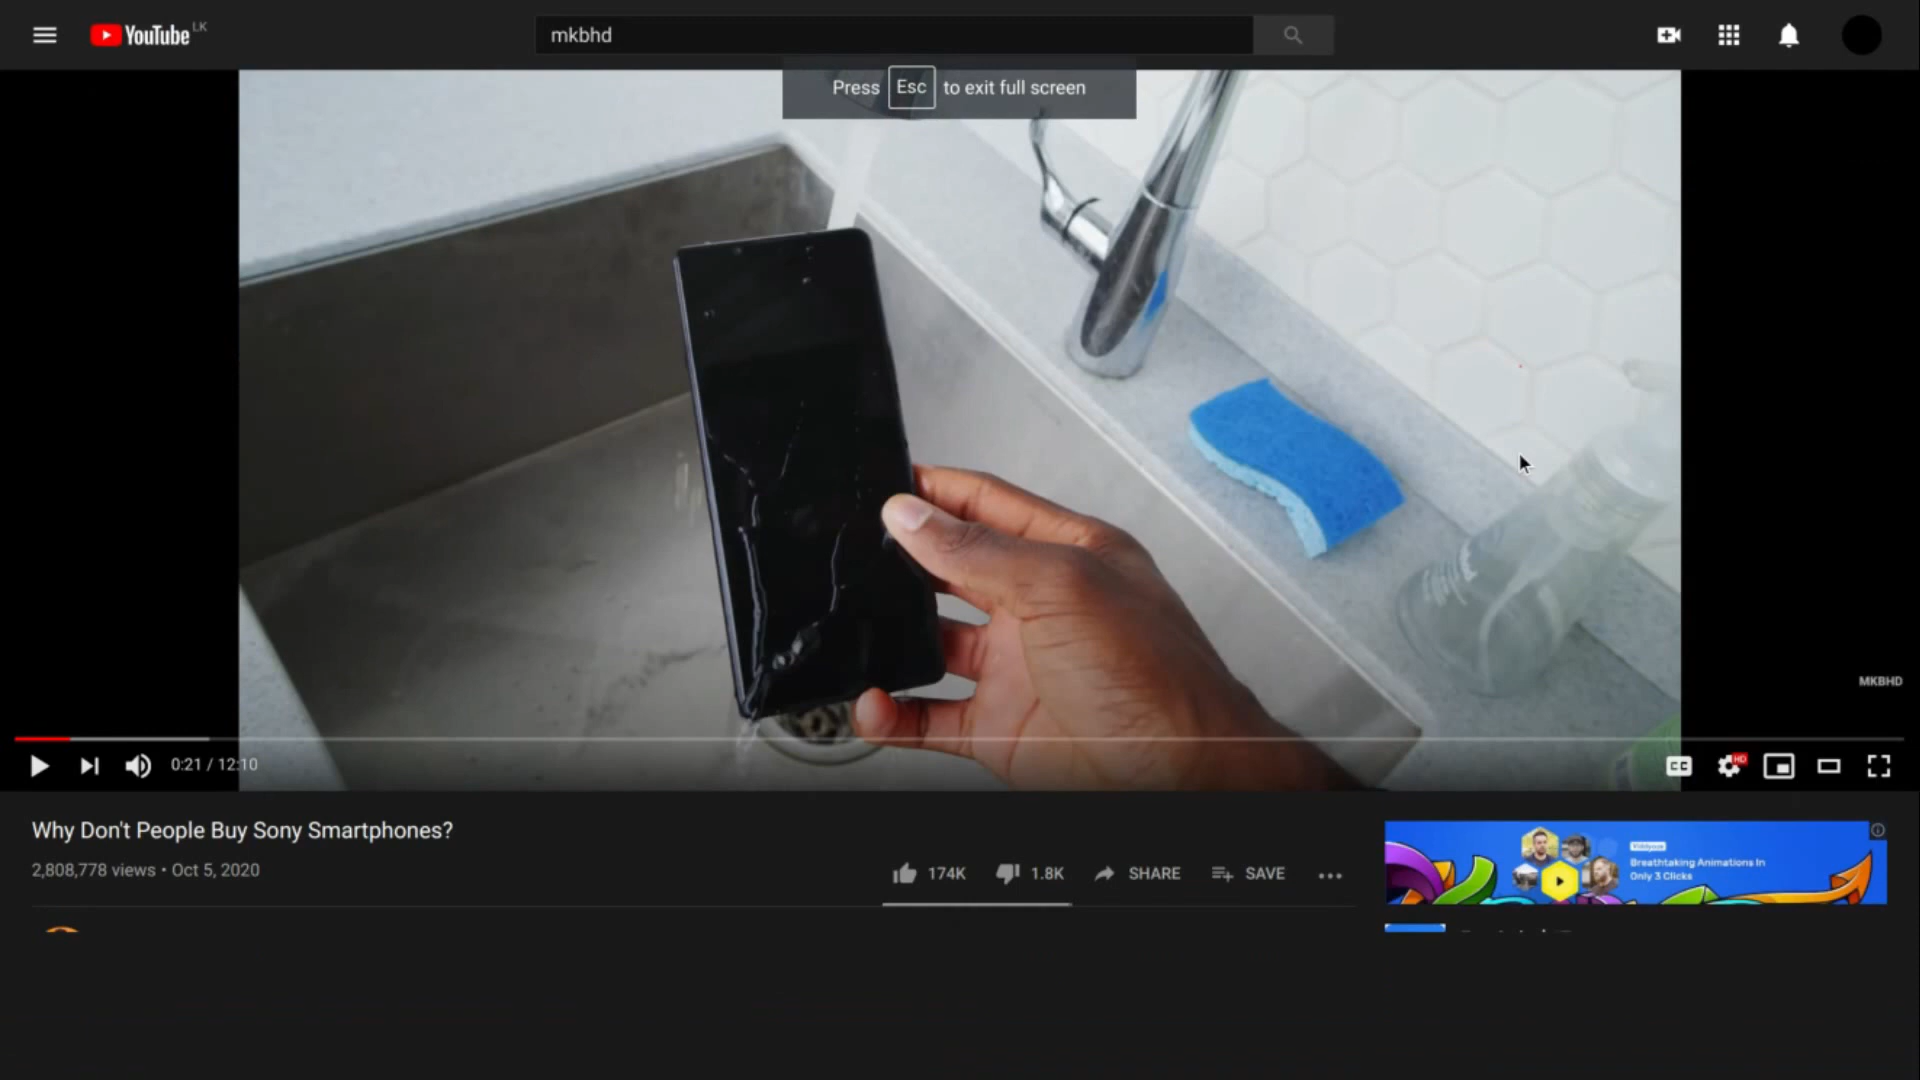 YouTube LK
mkbhd
Press Esc to exit full screen
MKBHD
0:21 / 12:10
CC
HD
Why Don't People Buy Sony Smartphones?
2,808,778 views • Oct 5, 2020
174K
1.8K
SHARE
SAVE
Breathtaking Animations In
Only 3 Clicks